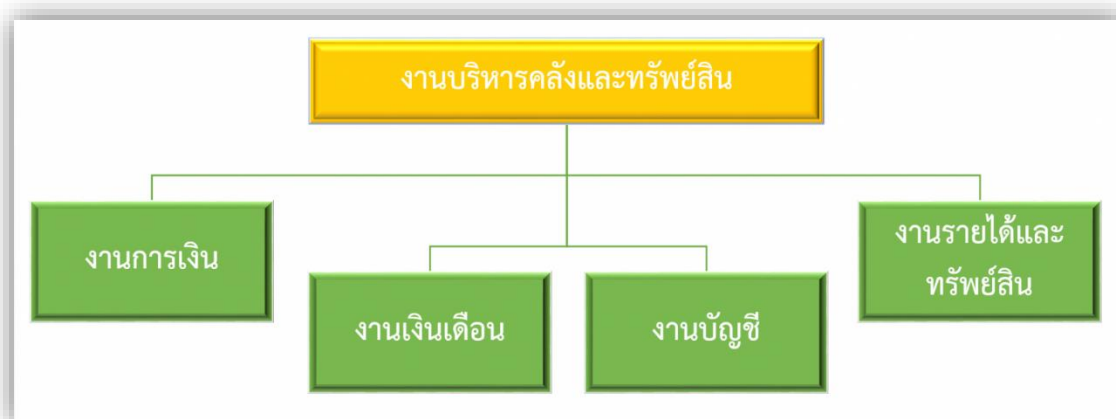 งานบริหารคลังและทรัพย์สิน
งานการเงิน
งานเงินเดือน
งานบัญชี
งานรายได้และ
ทรัพย์สิน